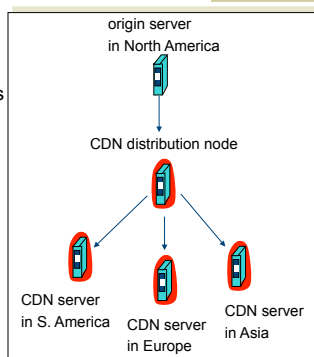 origin server
in North America
s
CDN distribution node
CDN server
in S. America
CDN server
in Europe
CDN server
in Asia